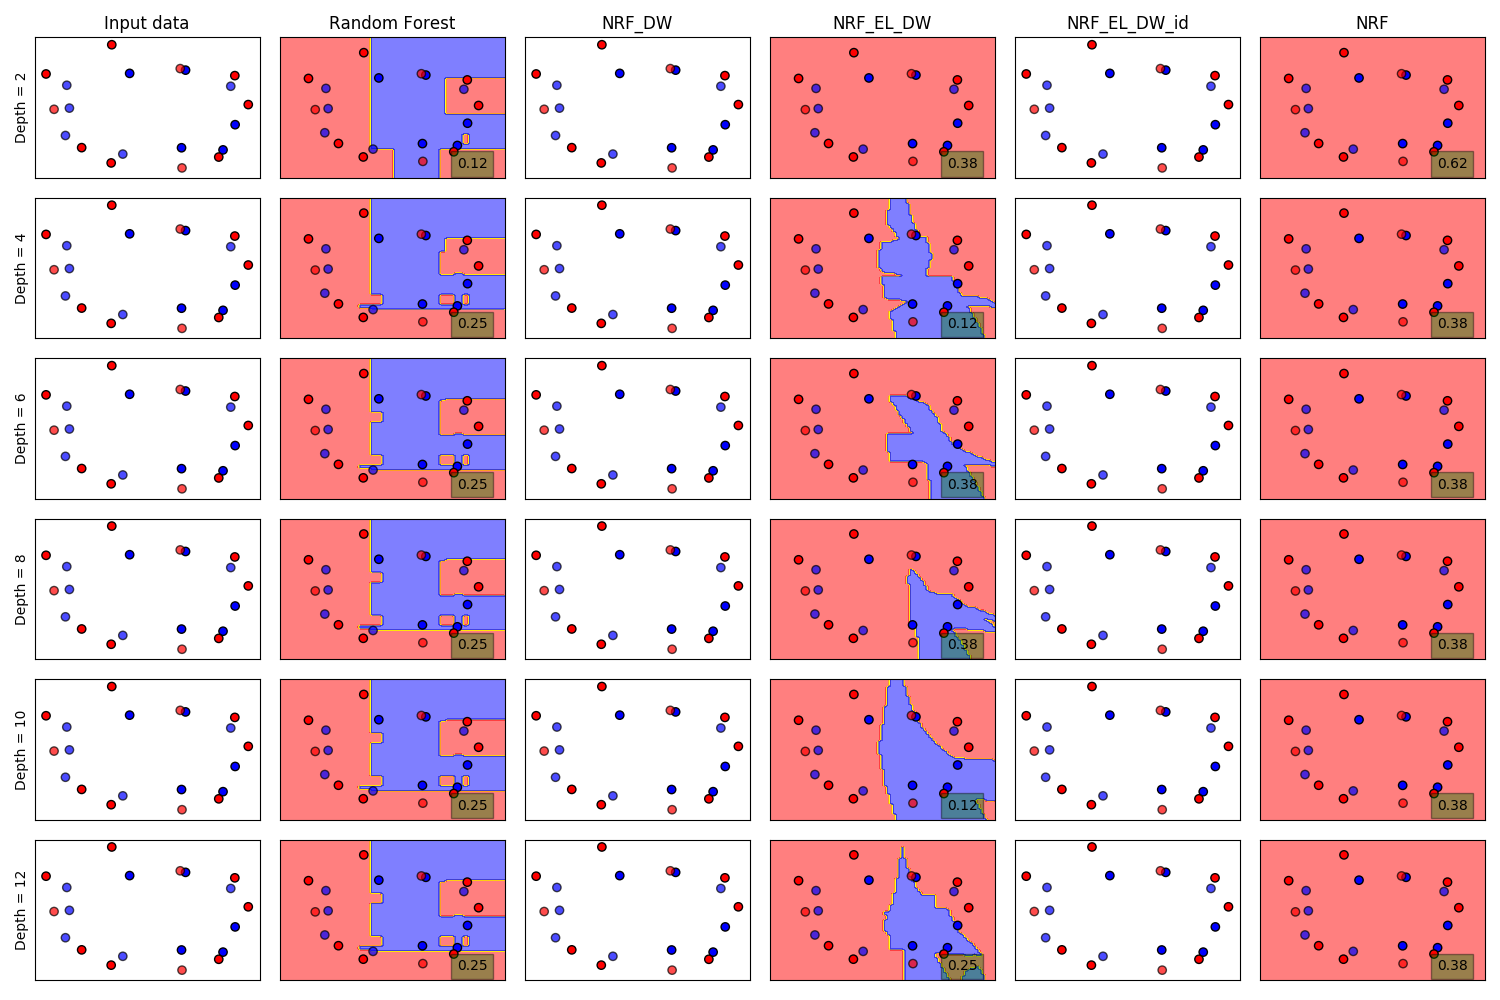 Input data Random Forest NRF_DW NRF_EL_DW NRF_EL_DW_id NRF
Depth = 2 0.12 0.38 0.62
Depth = 4 0.25 0.12 0.38
Depth = 6 0.25 0.38 0.38
Depth = 8 0.25 0.38 0.38
Depth = 10 0.25 0.12 0.38
Depth = 12 0.25 0.25 0.38